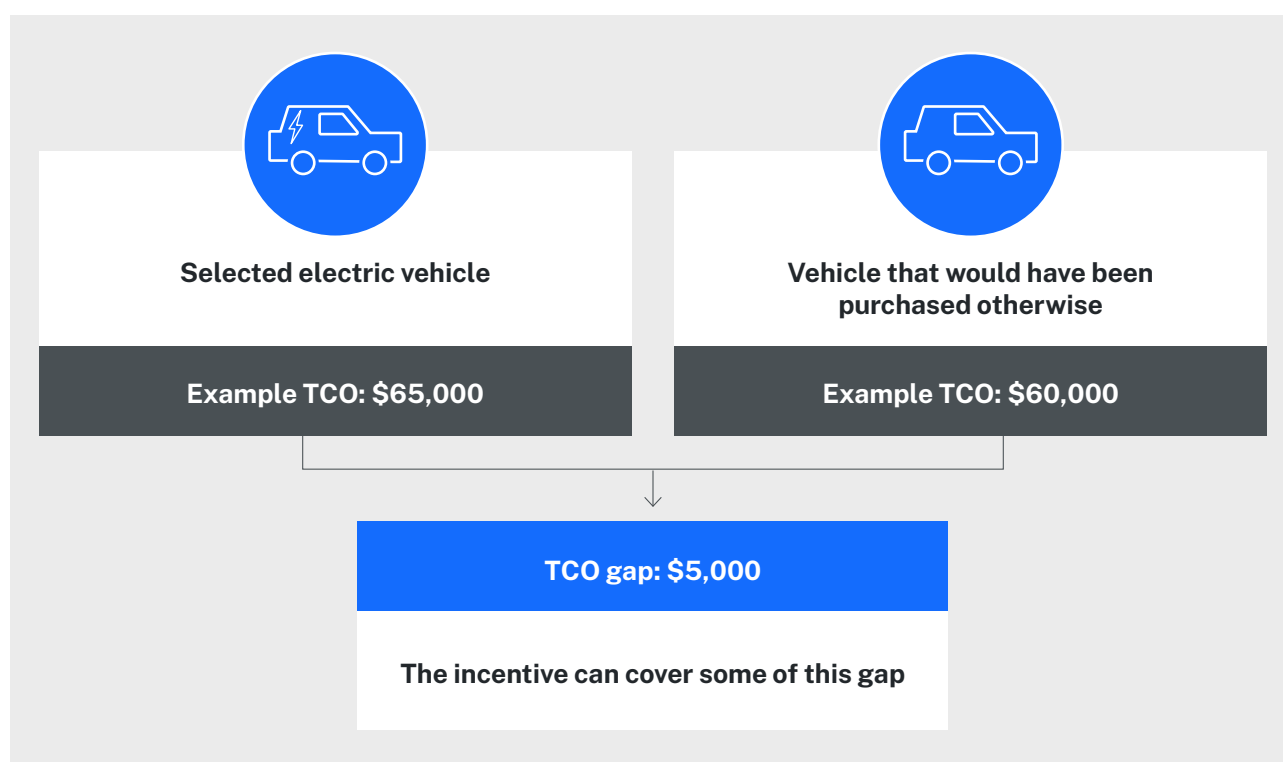 Selected electric vehicle
Example TCO: $65,000
Vehicle that would have been
purchased otherwise
Example TCO: $60,000
TCO gap: $5,000
The incentive can cover some of this gap